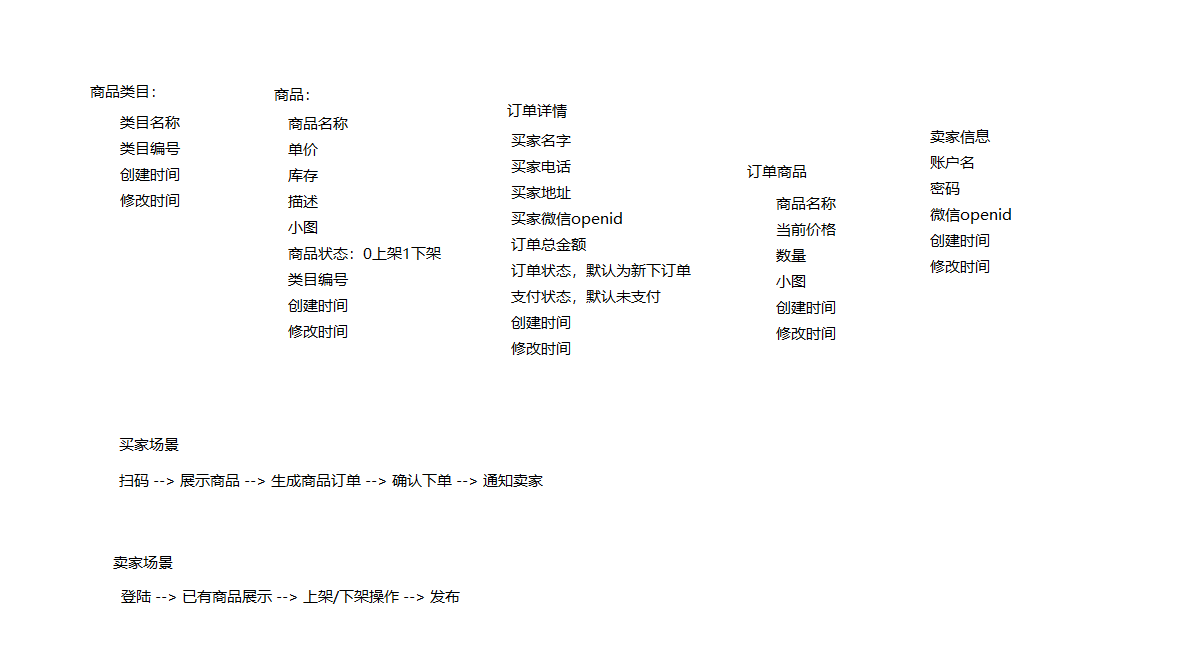 商品类目：
类目名称
类目编号
创建时间
修改时间
商品：
商品名称
单价
库存
描述
小图
商品状态：0上架1下架
类目编号
创建时间
修改时间
订单详情
买家名字
买家电话
买家地址
买家微信openid
订单总金额
订单状态，默认为新下订单
支付状态，默认未支付
创建时间
修改时间
订单商品
商品名称
当前价格
数量
小图
创建时间
修改时间
卖家信息
账户名
密码
微信openid
创建时间
修改时间
买家场景
扫码 --> 展示商品 --> 生成商品订单 --> 确认下单 --> 通知卖家
卖家场景
登陆 --> 已有商品展示 --> 上架/下架操作 --> 发布